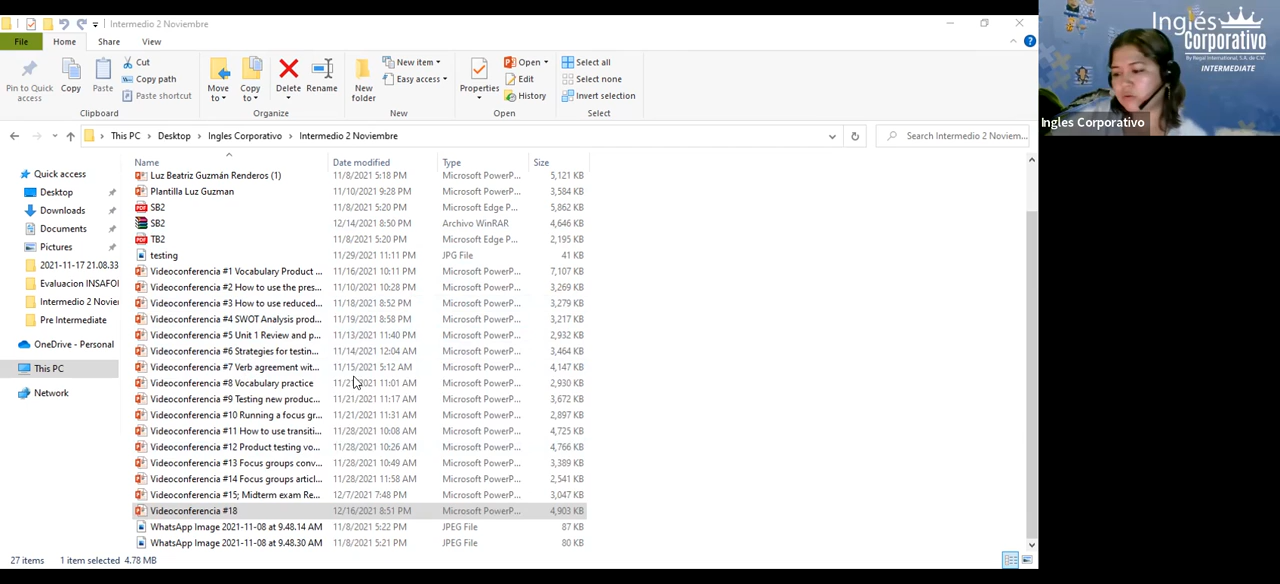 Intermedio 2 Noviembre
File Home Share View
Pin to Quick access
Copy
Paste
Cut
Copy path
Paste shortcut
Clipboard
Move to
Copy to
Delete
Rename
Organize
New folder
New item
Easy access
New
Properties
Open
Edit
History
Open
Select all
Select none
Invert selection
Select
This PC > Desktop > Ingles Corporativo > Intermedio 2 Noviembre
Search Intermedio 2 Noviem...
Quick access
Desktop
Downloads
Documents
Pictures
2021-11-17 21.08.33
Evaluacion INSAFO
Intermedio 2 Novie
Pre Intermediate
OneDrive - Personal
This PC
Network
Name Date modified Type Size
Luz Beatriz Guzmán Renderos (1) 11/8/2021 5:18 PM Microsoft PowerP... 5,121 KB
Plantilla Luz Guzman 11/10/2021 9:28 PM Microsoft PowerP... 3,584 KB
SB2 11/8/2021 5:20 PM Microsoft Edge P... 5,862 KB
SB2 12/14/2021 8:50 PM Archivo WinRAR 4,646 KB
TB2 11/8/2021 5:20 PM Microsoft Edge P... 2,195 KB
testing 11/29/2021 11:11 PM JPG File 41 KB
Videoconferencia #1 Vocabulary Product ... 11/16/2021 10:11 PM Microsoft PowerP... 7,107 KB
Videoconferencia #2 How to use the pres... 11/10/2021 10:28 PM Microsoft PowerP... 3,269 KB
Videoconferencia #3 How to use reduced... 11/18/2021 8:52 PM Microsoft PowerP... 3,279 KB
Videoconferencia #4 SWOT Analysis prod... 11/19/2021 8:58 PM Microsoft PowerP... 3,217 KB
Videoconferencia #5 Unit 1 Review and p... 11/13/2021 11:40 PM Microsoft PowerP... 2,932 KB
Videoconferencia #6 Strategies for testin... 11/14/2021 12:04 AM Microsoft PowerP... 3,464 KB
Videoconferencia #7 Verb agreement wit... 11/15/2021 5:12 AM Microsoft PowerP... 4,147 KB
Videoconferencia #8 Vocabulary practice 11:01 AM Microsoft PowerP... 2,930 KB
Videoconferencia #9 Testing new produc... 11/21/2021 11:17 AM Microsoft PowerP... 3,672 KB
Videoconferencia #10 Running a focus gr... 11/21/2021 11:31 AM Microsoft PowerP... 2,897 KB
Videoconferencia #11 How to use transiti... 11/28/2021 10:08 AM Microsoft PowerP... 4,725 KB
Videoconferencia #12 Product testing vo... 11/28/2021 10:26 AM Microsoft PowerP... 4,766 KB
Videoconferencia #13 Focus groups conv... 11/28/2021 10:49 AM Microsoft PowerP... 3,389 KB
Videoconferencia #14 Focus groups articl... 11/28/2021 11:58 AM Microsoft PowerP... 2,541 KB
Videoconferencia #15; Midterm exam Re... 12/7/2021 7:48 PM Microsoft PowerP... 3,047 KB
Videoconferencia #18 12/16/2021 8:51 PM Microsoft PowerP... 4,903 KB
WhatsApp Image 2021-11-08 at 9.48.14 AM 11/8/2021 5:22 PM JPEG File 87 KB
WhatsApp Image 2021-11-08 at 9.48.30 AM 11/8/2021 5:21 PM JPEG File 80 KB
27 items 1 item selected 4.78 MB
Inglés
Corporativo
By Negal International, S.A. de C.V.
INTERMEDIATE
Ingles Corporativo